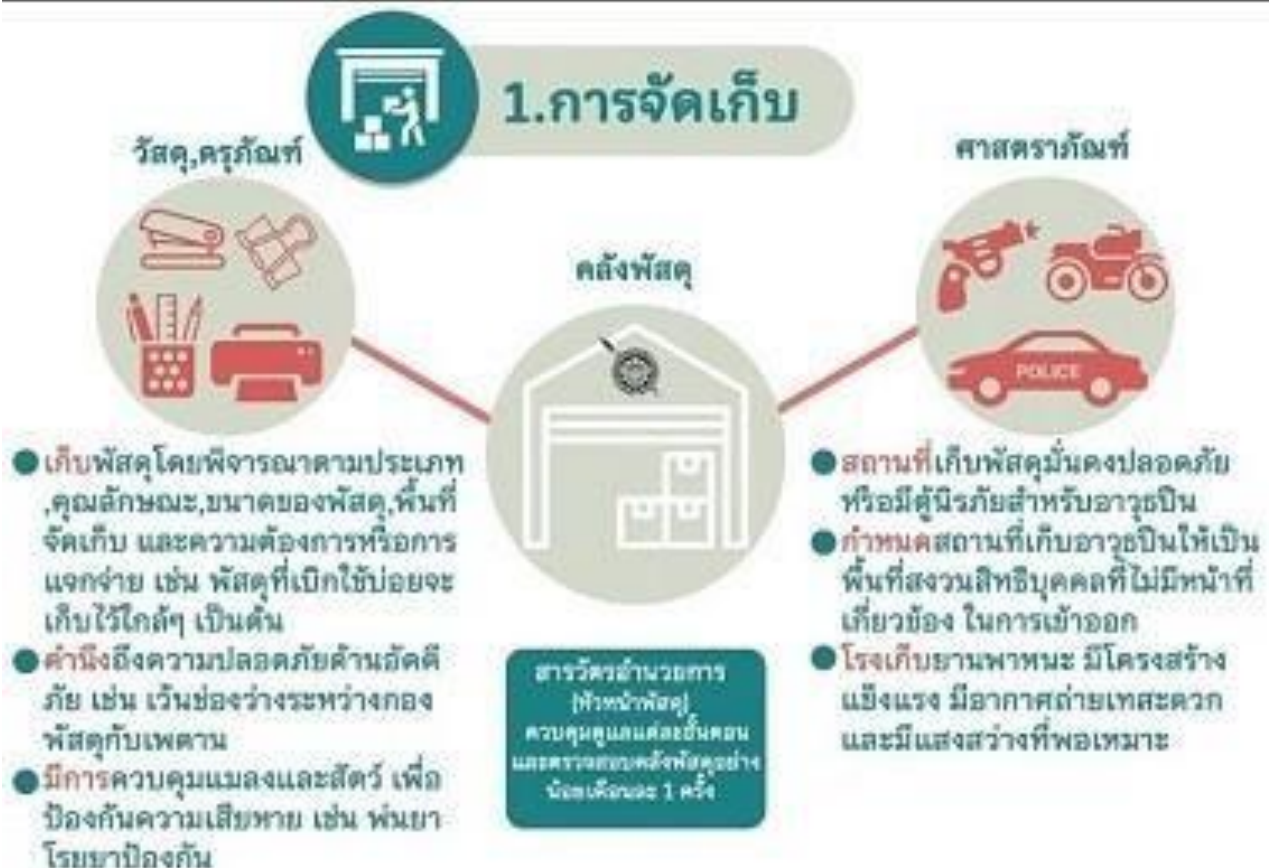 1.การจัดเก็บ
วัสดุ,ครุภัณฑ์
เก็บพัสดุโดยพิจารณาตามประเภท
,คุณลักษณะ,ขนาดของพัสดุ,พื้นที่
จัดเก็บ และความต้องการหรือการ
แจกจ่าย เช่น พัสดุที่เบิกใช้บ่อยจะ
เก็บไว้ใกล้ๆ เป็นต้น
คำนึงถึงความปลอดภัยด้านอัคคี
ภัย เช่น เว้นช่องว่างระหว่างกอง
พัสดุกับเพดาน
มีการควบคุมแมลงและสัตว์ เพื่อ
ป้องกันความเสียหาย เช่น พ่นยา
โรยยาป้องกัน
คลังพัสดุ
สารวัตรอำนวยการ
(หัวหน้าพัสดุ)
ควบคุมดูแลแต่ละขั้นตอน
และตรวจสอบคลังพัสดุอย่าง
น้อยเดือนละ 1 ครั้ง
ศาสตราภัณฑ์
POLICE
สถานที่เก็บพัสดุมั่นคงปลอดภัย
หรือมีตู้นิรภัยสำหรับอาวุธปืน
กำหนดสถานที่เก็บอาวุธปืนให้เป็น
พื้นที่สงวนสิทธิบุคคลที่ไม่มีหน้าที่
เกี่ยวข้อง ในการเข้าออก
โรงเก็บยานพาหนะ มีโครงสร้าง
แข็งแรง มีอากาศถ่ายเทสะดวก
และมีแสงสว่างที่พอเหมาะ